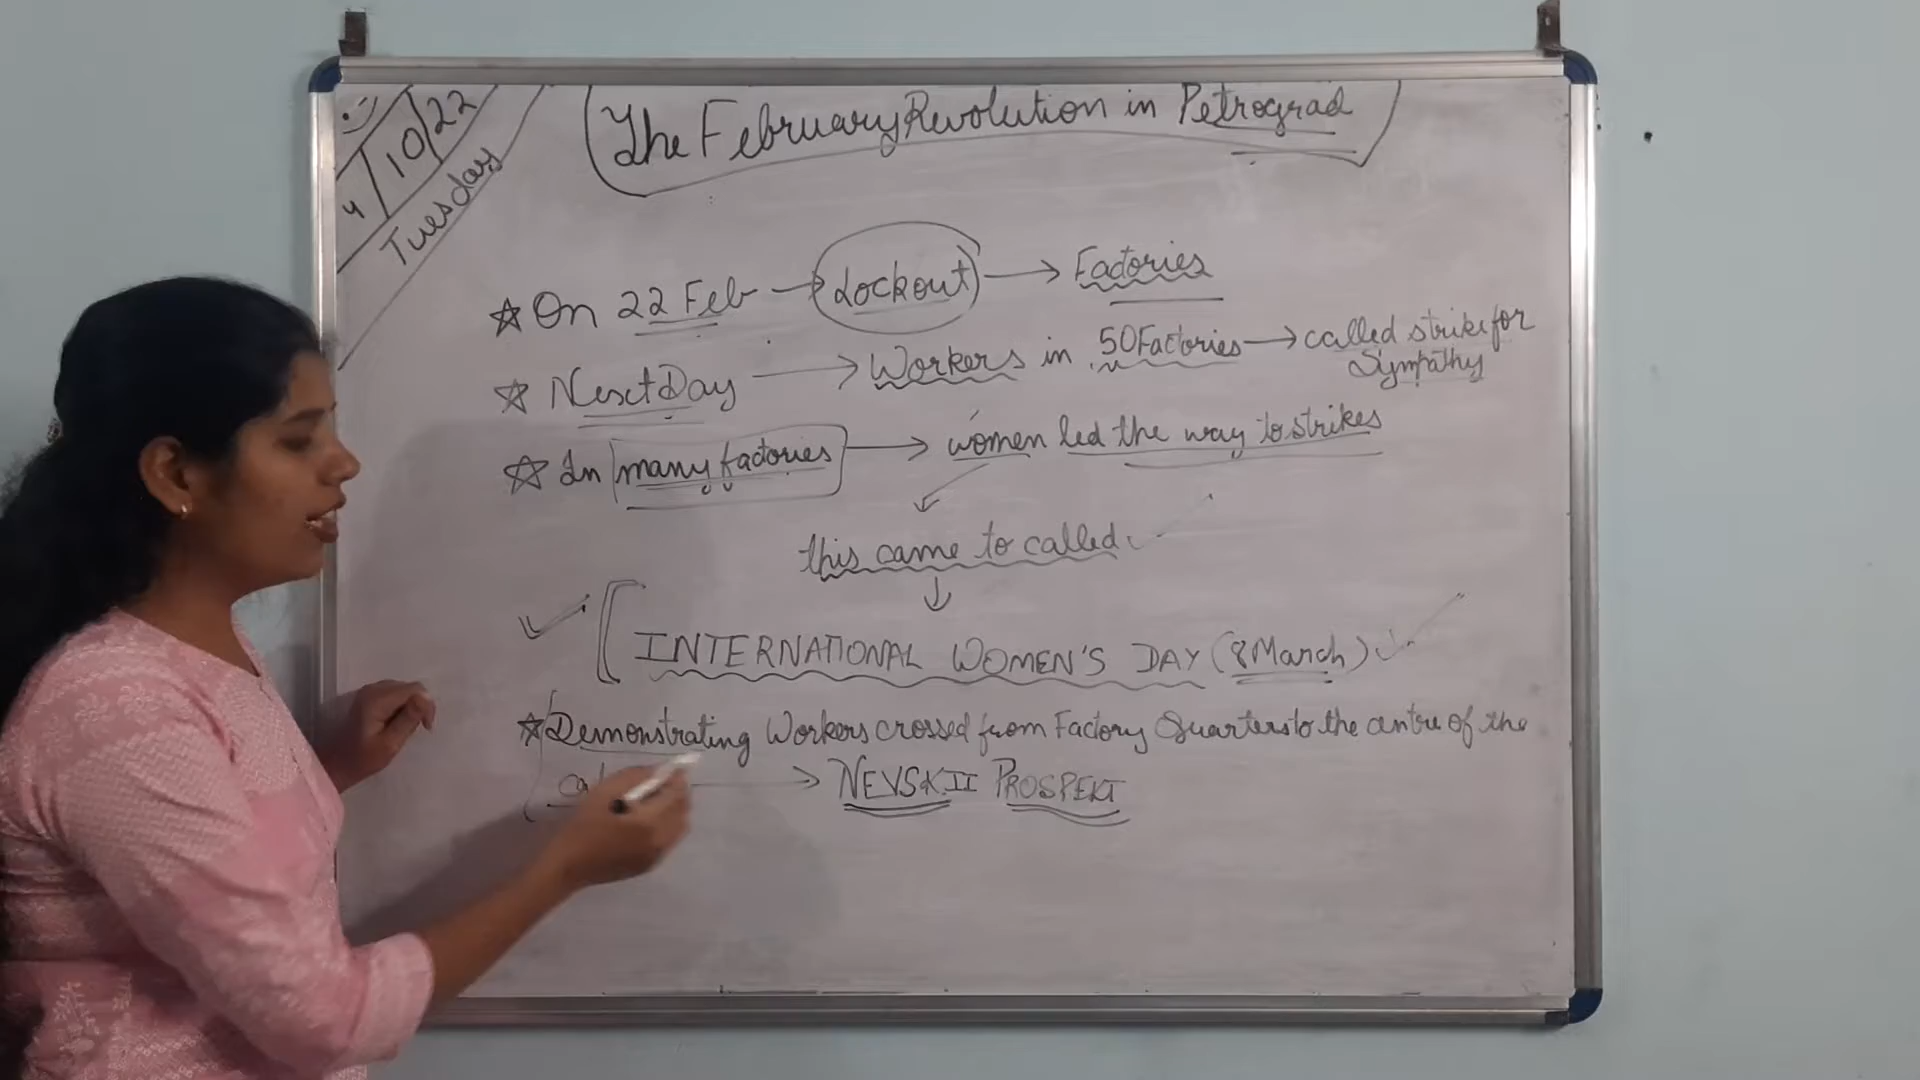 4/10/22
Tuesday
The February Revolution in Petrograd
☆ On 22 Feb → Lockout → Factories
☆ Next Day → Workers in 50 Factories → called strike for
Sympathy
☆ In many factories → women led the way to strikes
this came to called
↓
INTERNATIONAL WOMEN'S DAY (8 March)
☆ Demonstrating Workers crossed from Factory Quarters to the centre of the
→ NEVSKII PROSPEKT